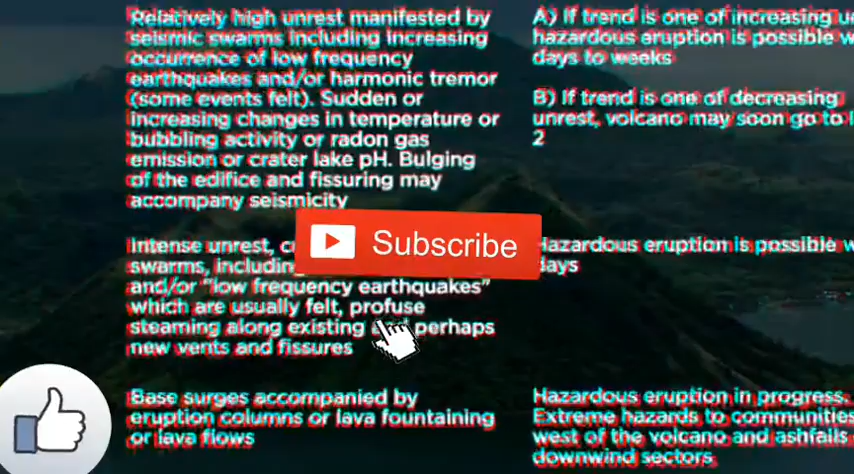 Relatively high unrest manifested by
seismic swarms including increasing
occurrence of low frequency
earthquakes and/or harmonic tremor
(some events felt). Sudden or
increasing changes in temperature or
bubbling activity or radon gas
emission or crater lake pH. Bulging
of the edifice and fissuring may
accompany seismicity
A) If trend is one of increasing
hazardous eruption is possible
days to weeks
B) If trend is one of decreasing
unrest, volcano may soon go to
2
Intense unrest,
swarms, including
and/or "low frequency earthquakes"
which are usually felt, profuse
steaming along existing perhaps
new vents and fissures
Hazardous eruption is possible
days
Subscribe
Base surges accompanied by
eruption columns or lava fountaining
or lava flows
Hazardous eruption in progress.
Extreme hazards to communities
west of the volcano and ashfalls
downwind sectors